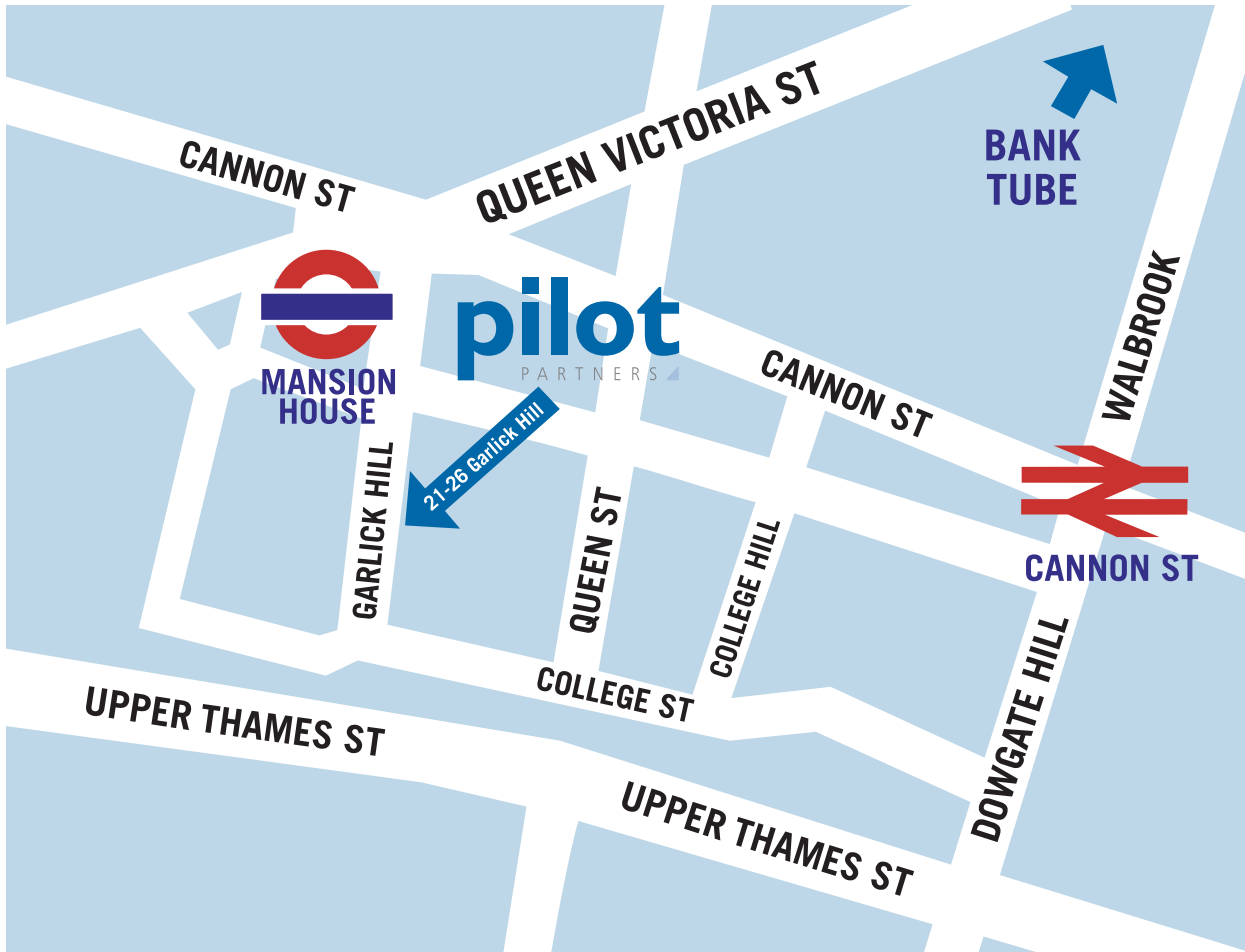 QUEEN VICTORIA ST
BANK
TUBE
CANNON ST
WALBROOK
MANSION
HOUSE
pilot
PARTNERS
21-26 Garlick Hill
CANNON ST
GARLICK HILL
QUEEN ST
COLLEGE HILL
CANNON ST
DOWGATE HILL
COLLEGE ST
UPPER THAMES ST
UPPER THAMES ST